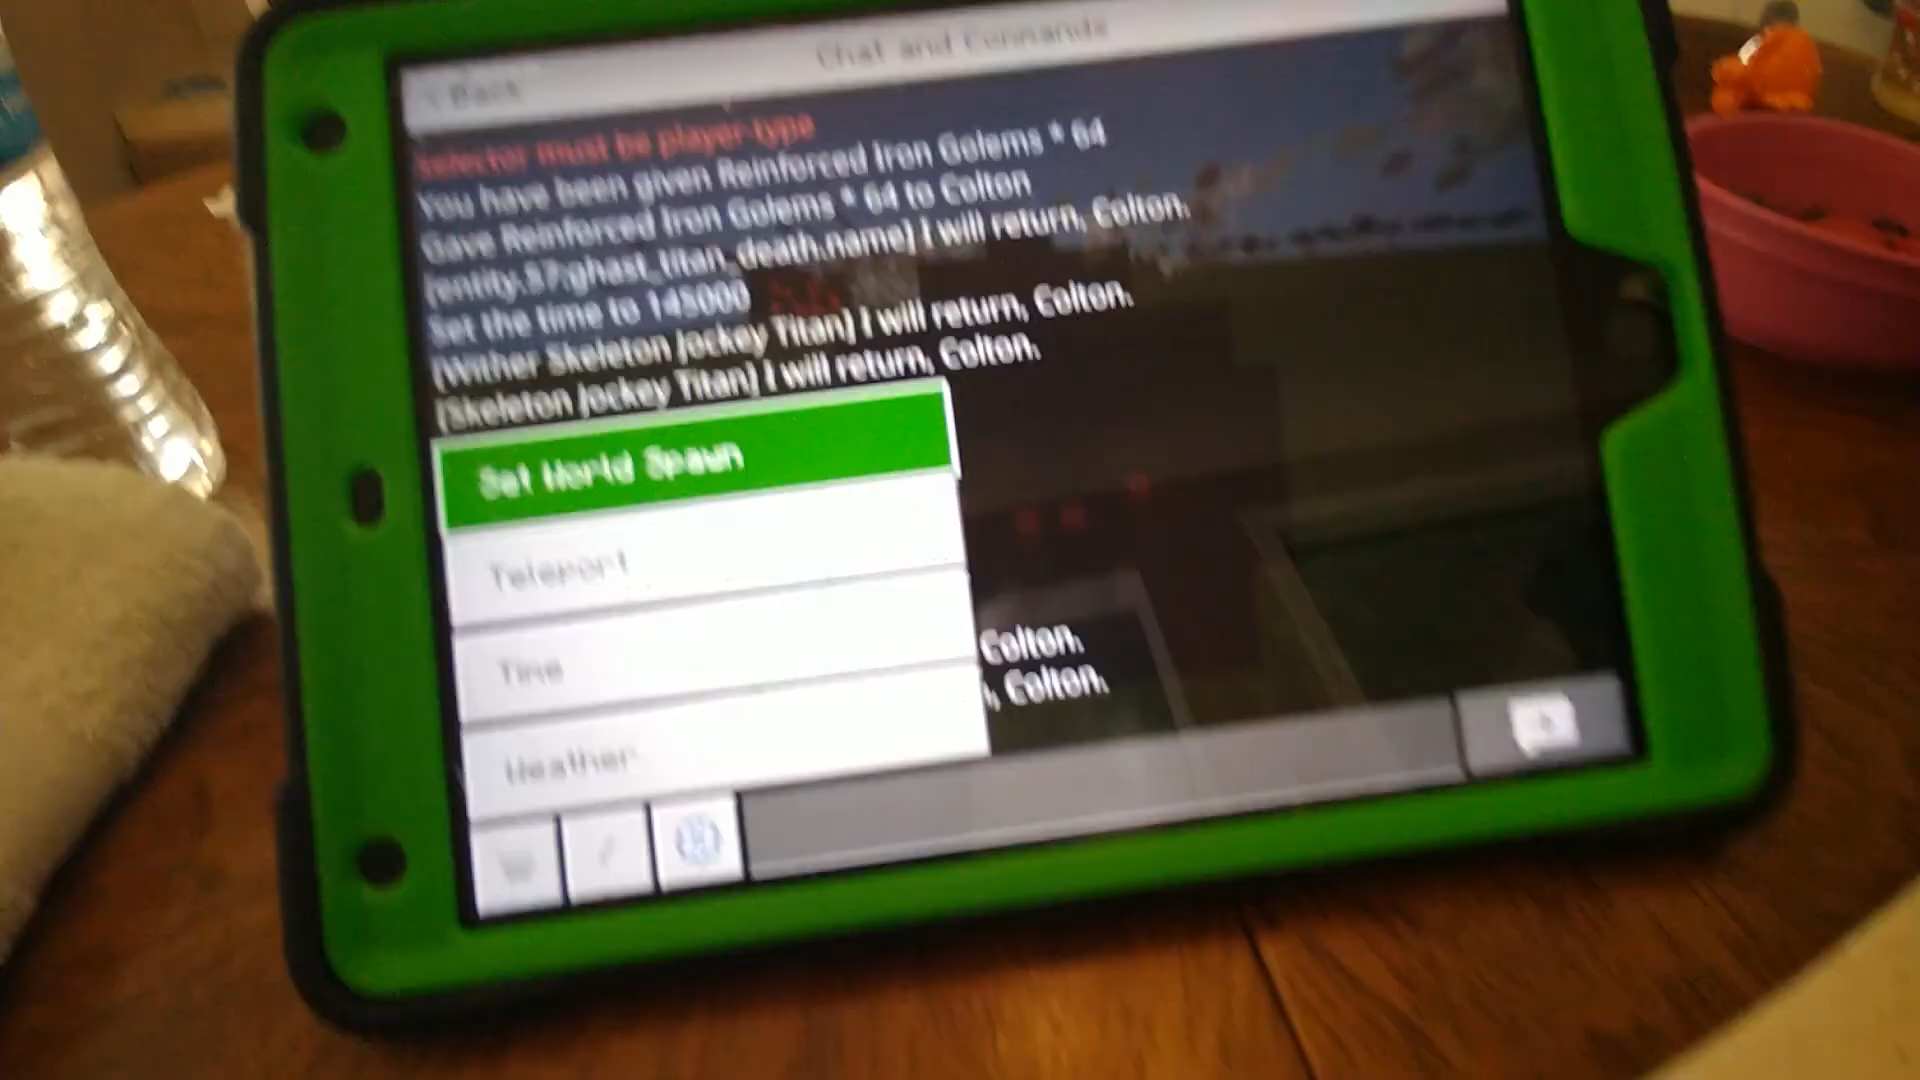 Chat and Commands
< Back
Selector must be player-type
You have been given Reinforced Iron Golems * 64
Gave Reinforced Iron Golems * 64 to Colton
[entity.37:ghast_titan_death.name] I will return, Colton.
Set the time to 145000
[Wither Skeleton Jockey Titan] I will return, Colton.
[Skeleton Jockey Titan] I will return, Colton.
Set World Spawn
Teleport
Time
Colton.
, Colton.
Weather
/